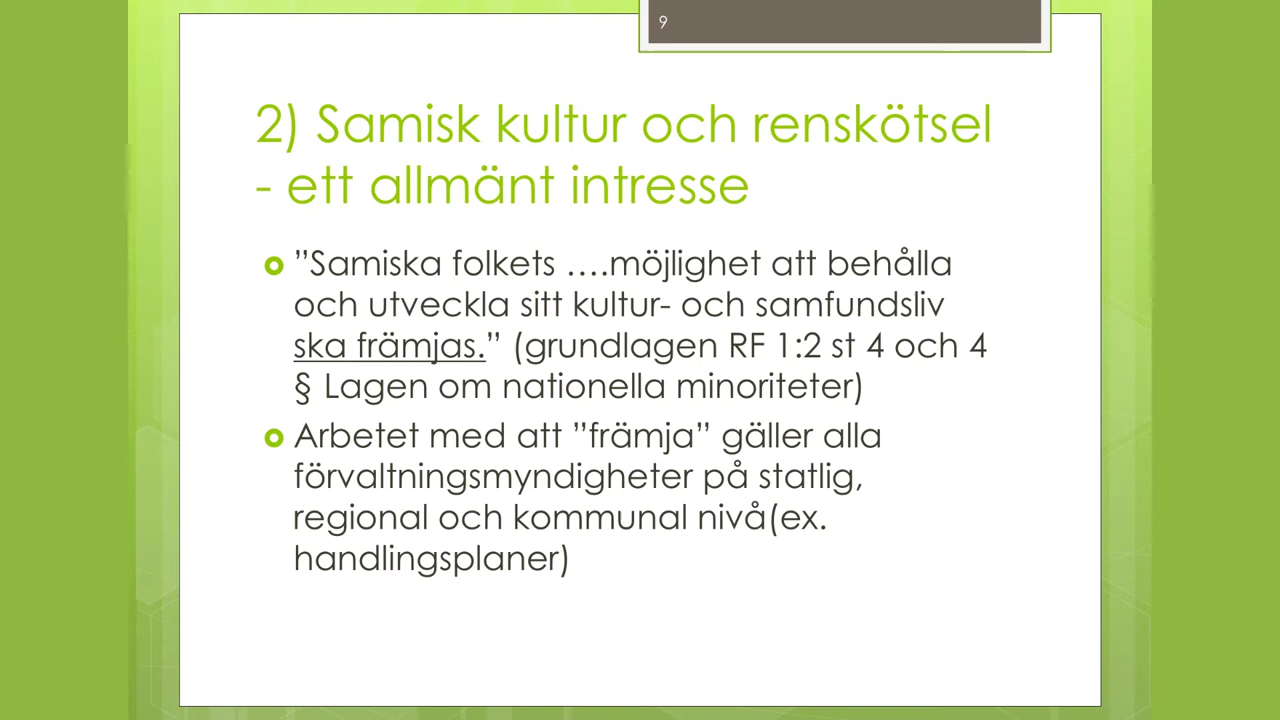 9
2) Samisk kultur och renskötsel
- ett allmänt intresse
”Samiska folkets ….möjlighet att behålla
och utveckla sitt kultur- och samfundsliv
ska främjas.” (grundlagen RF 1:2 st 4 och 4
§ Lagen om nationella minoriteter)
Arbetet med att ”främja” gäller alla
förvaltningsmyndigheter på statlig,
regional och kommunal nivå(ex.
handlingsplaner)